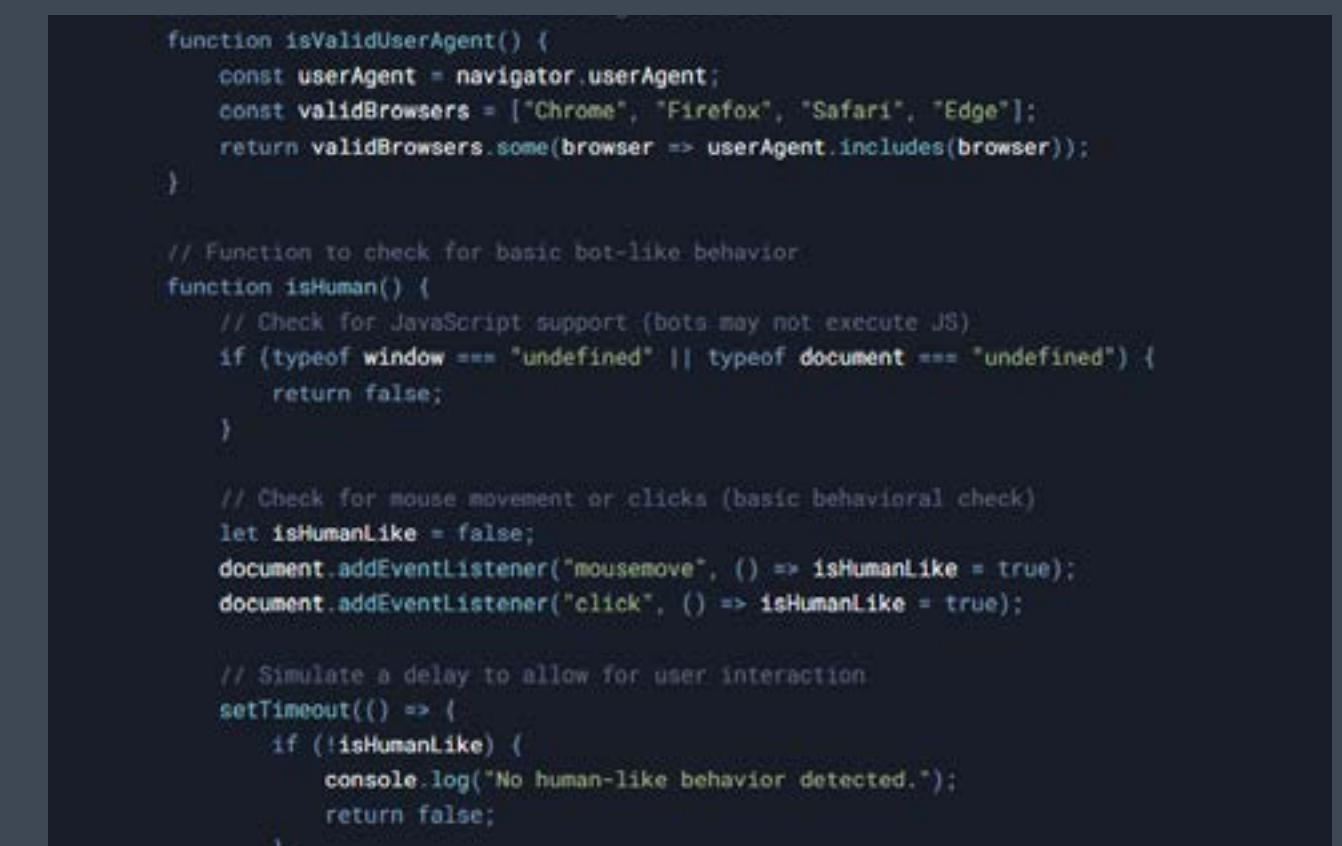 function isValidUserAgent() {
const userAgent = navigator.userAgent;
const validBrowsers = ["Chrome", "Firefox", "Safari", "Edge"];
return validBrowsers.some(browser => userAgent.includes(browser));
}
// Function to check for basic bot-like behavior
function isHuman() {
// Check for JavaScript support (bots may not execute JS)
if (typeof window === "undefined" || typeof document === "undefined") {
return false;
}
// Check for mouse movement or clicks (basic behavioral check)
let isHumanLike = false;
document.addEventListener("mousemove", () => isHumanLike = true);
document.addEventListener("click", () => isHumanLike = true);
// Simulate a delay to allow for user interaction
setTimeout(() => {
if (!isHumanLike) {
console.log("No human-like behavior detected.");
return false;
}